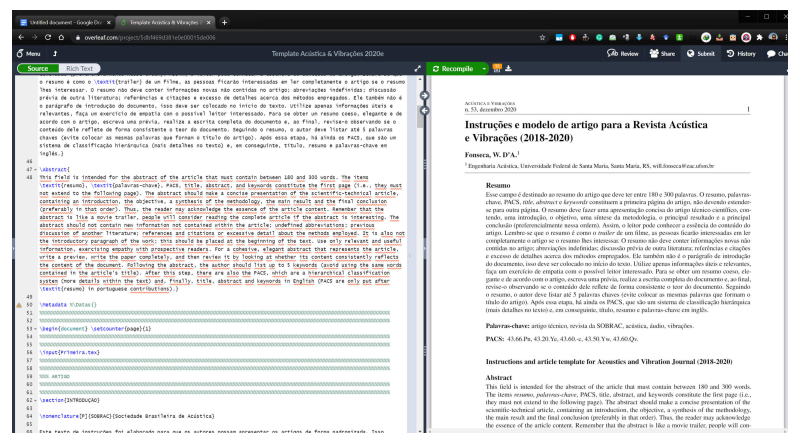 Untitled document - Google Dr
Template Acústica & Vibrações 2
overleaf.com/project/5dbf469d381e0e00015de006
Menu
Template Acústica & Vibrações 2020e
Review
Share
Submit
History
Source
Rich Text
Recompile
o resumo é como o \textit{trailer} de um filme, as pessoas ficarão interessadas em ler completamente o artigo se o resumo
lhes interessar. O resumo não deve conter informações novas não contidas no artigo; abreviações indefinidas; discussão
prévia de outra literatura; referências e citações e excesso de detalhes acerca dos métodos empregados. Ele também não é
o parágrafo de introdução do documento, isso deve ser colocado no início do texto. Utilize apenas informações úteis e
relevantes, faça um exercício de empatia com o possível leitor interessado. Para se obter um resumo coeso, elegante e de
acordo com o artigo, escreva uma prévia, realize a escrita completa do documento e, ao final, revise-o observando se o
conteúdo dele reflete de forma consistente o teor do documento. Seguindo o resumo, o autor deve listar até 5 palavras
chaves (evite colocar as mesmas palavras que formam o título do artigo). Após essa etapa, há ainda os PACS, que são um
sistema de classificação hierárquica (mais detalhes no texto) e, em conseguinte, título, resumo e palavras-chave em
inglês.}
46
47 \abstract{
48 This field is intended for the abstract of the article that must contain between 180 and 300 words. The items
\textit{resumo}, \textit{palavras-chave}, PACS, title, abstract, and keywords constitute the first page (i.e., they must
not extend to the following page). The abstract should make a concise presentation of the scientific-technical article,
containing an introduction, the objective, a synthesis of the methodology, the main result and the final conclusion
(preferably in that order). Thus, the reader may acknowledge the essence of the article content. Remember that the
abstract is like a movie trailer, people will consider reading the complete article if the abstract is interesting. The
abstract should not contain new information not contained within the article; undefined abbreviations; previous
discussion of another literature; references and citations or excessive detail about the methods employed. It is also not
the introductory paragraph of the work; this should be placed at the beginning of the text. Use only relevant and useful
information, exercising empathy with prospective readers. For a cohesive, elegant abstract that represents the article,
write a preview, write the paper completely, and then review it by looking at whether its content consistently reflects
the content of the document. Following the abstract, the author should list up to 5 keywords (avoid using the same words
contained in the article's title). After this step, there are also the PACS, which are a hierarchical classification
system (more details within the text) and, finally, title, abstract and keywords in English (PACS are only put after
\textit{resumo} in portuguese contributions).}
49
50 \Metadata %\Datas{}
51
52
53 \begin{document} \setcounter{page}{1}
54
55
56 \input{Primeira.tex}
57
58
59 %%% ARTIGO
60
61
62 \section{INTRODUÇÃO}
63
64 \nomenclature[P]{SOBRAC}{Sociedade Brasileira de Acústica}
65
66 Este texto de instruções foi elaborado para que os autores possam apresentar os artigos de forma padronizada. Isso
ACÚSTICA E VIBRAÇÕES
n. 53, dezembro 2020 1
Instruções e modelo de artigo para a Revista Acústica
e Vibrações (2018-2020)
Fonseca, W. D'A.1
1 Engenharia Acústica, Universidade Federal de Santa Maria, Santa Maria, RS, will.fonseca@eac.ufsm.br
Resumo
Esse campo é destinado ao resumo do artigo que deve ter entre 180 e 300 palavras. O resumo, palavras-
chave, PACS, title, abstract e keywords constituem a primeira página do artigo, não devendo estender-
se para outra página. O resumo deve fazer uma apresentação concisa do artigo técnico científico, con-
tendo, uma introdução, o objetivo, uma síntese da metodologia, o principal resultado e a principal
conclusão (preferencialmente nessa ordem). Assim, o leitor pode conhecer a essência do conteúdo do
artigo. Pois lembre-se que o resumo é como o trailer de um filme, as pessoas ficarão interessadas em ler
completamente o artigo se o resumo lhes interessar. O resumo não deve conter informações novas não
contidas no artigo; abreviações indefinidas; discussão prévia de outra literatura; referências e citações
e excesso de detalhes acerca dos métodos empregados. Ele também não é o parágrafo de introdução
do documento, isso deve ser colocado no início do texto. Utilize apenas informações úteis e relevantes,
faça um exercício de empatia com o possível leitor interessado. Para se obter um resumo coeso, ele-
gante e de acordo com o artigo, escreva uma prévia, realize a escrita completa do documento e, ao final,
revise-o observando se o conteúdo dele reflete de forma consistente o teor do documento. Seguindo
o resumo, o autor deve listar até 5 palavras chaves (evite colocar as mesmas palavras que formam o
título do artigo). Após essa etapa, há ainda os PACS, que são um sistema de classificação hierárquica
(mais detalhes no texto) e, em conseguinte, título, resumo e palavras-chave em inglês.
Palavras-chave: artigo técnico, revista da SOBRAC, acústica, áudio, vibrações.
PACS: 43.66.Pn, 43.20.Ye, 43.60.-c, 43.50.Yw, 43.60.Qv.
Instructions and article template for Acoustics and Vibration Journal (2018-2020)
Abstract
This field is intended for the abstract of the article that must contain between 180 and 300 words.
The items resumo, palavras-chave, PACS, title, abstract, and keywords constitute the first page (i.e.,
they must not extend to the following page). The abstract should make a concise presentation of the
scientific-technical article, containing an introduction, the objective, a synthesis of the methodology,
the main result and the final conclusion (preferably in that order). Thus, the reader may acknowledge
the essence of the article content. Remember that the abstract is like a movie trailer, people will con-